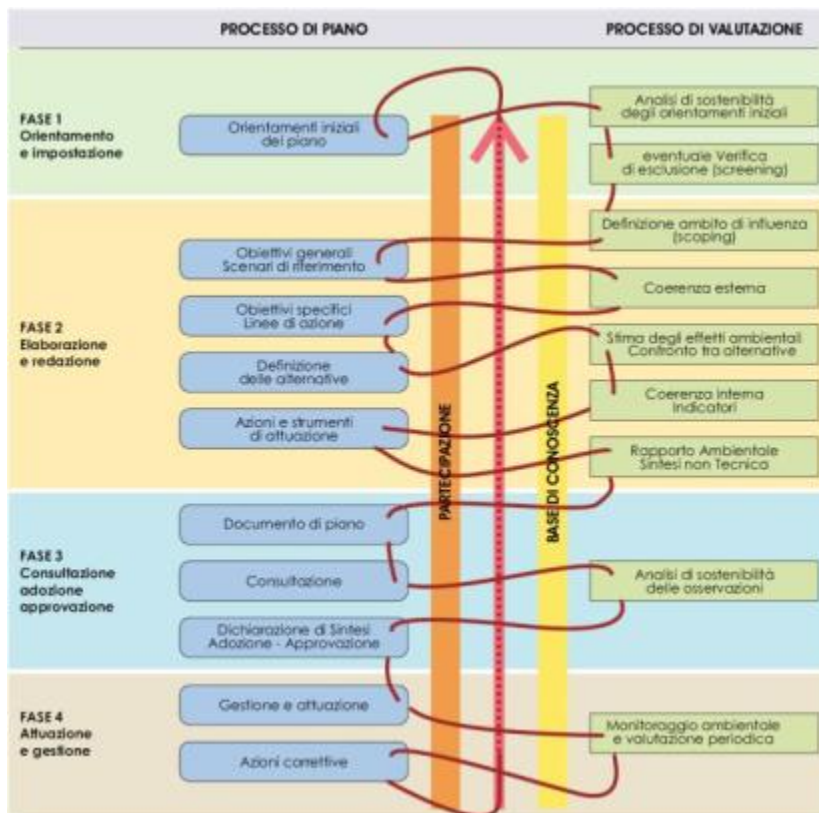 PROCESSO DI PIANO
PROCESSO DI VALUTAZIONE
FASE 1
Orientamento
e impostazione
Orientamenti iniziali
del piano
Analisi di sostenibilità
degli orientamenti iniziali
eventuale Verifica
di esclusione (screening)
FASE 2
Elaborazione
e redazione
Obiettivi generali
Scenari di riferimento
Obiettivi specifici
Linee di azione
Definizione
delle alternative
Azioni e strumenti
di attuazione
Definizione ambito di influenza
(scoping)
Coerenza esterna
Stima degli effetti ambientali
Confronto tra alternative
Coerenza interna
Indicatori
Rapporto Ambientale
Sintesi non Tecnica
PARTECIPAZIONE
BASE DI CONOSCENZA
FASE 3
Consultazione
adozione
approvazione
Documento di piano
Consultazione
Dichiarazione di Sintesi
Adozione - Approvazione
Analisi di sostenibilità
delle osservazioni
FASE 4
Attuazione
e gestione
Gestione e attuazione
Azioni correttive
Monitoraggio ambientale
e valutazione periodica